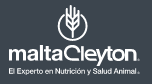 maltaCleyton®
El Experto en Nutrición y Salud Animal.